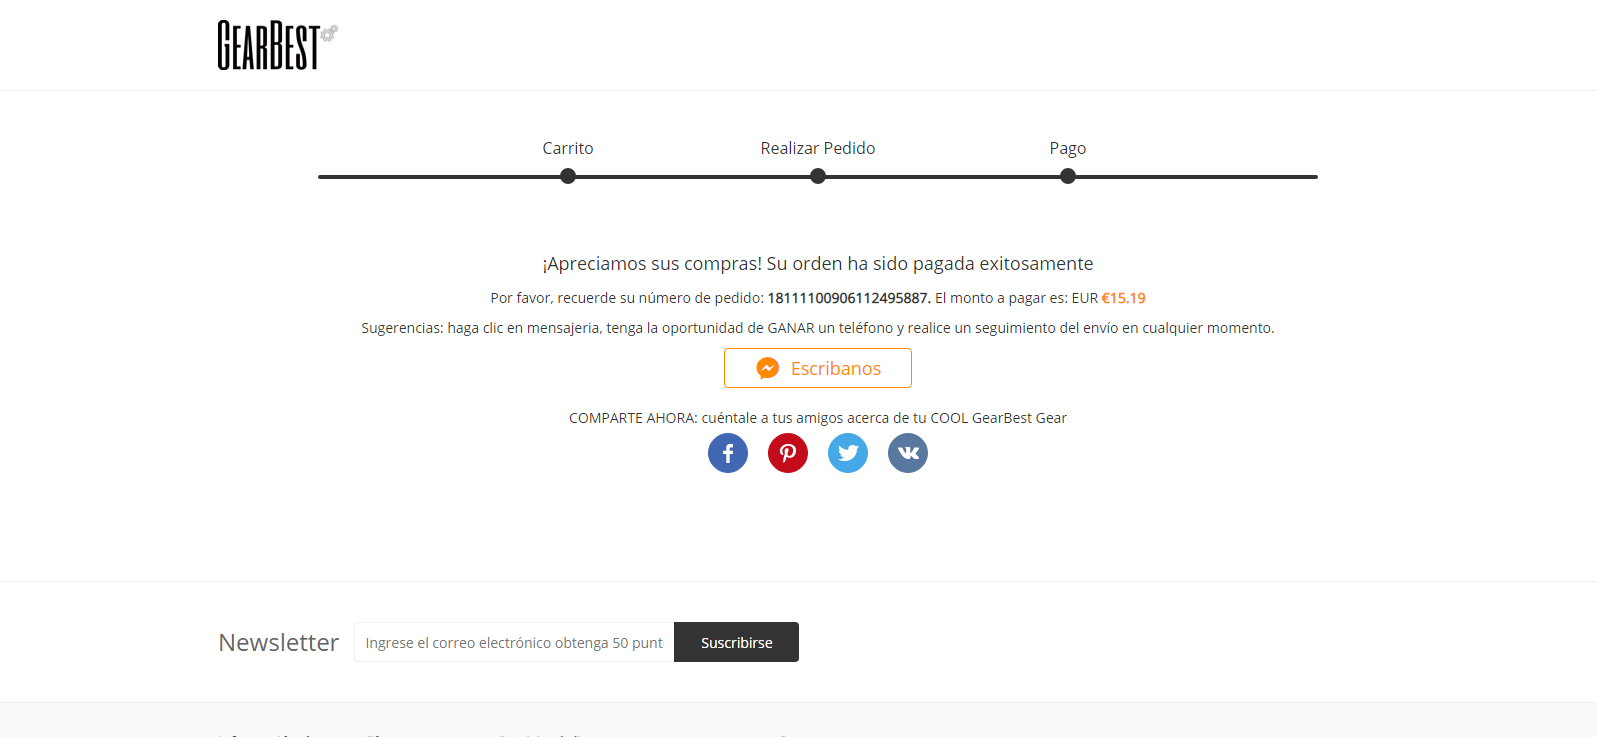 GEARBEST
Carrito Realizar Pedido Pago
¡Apreciamos sus compras! Su orden ha sido pagada exitosamente
Por favor, recuerde su número de pedido: 18111100906112495887. El monto a pagar es: EUR €15.19
Sugerencias: haga clic en mensajeria, tenga la oportunidad de GANAR un teléfono y realice un seguimiento del envío en cualquier momento.
Escribanos
COMPARTE AHORA: cuéntale a tus amigos acerca de tu COOL GearBest Gear
Newsletter Ingrese el correo electrónico obtenga 50 punt Suscribirse